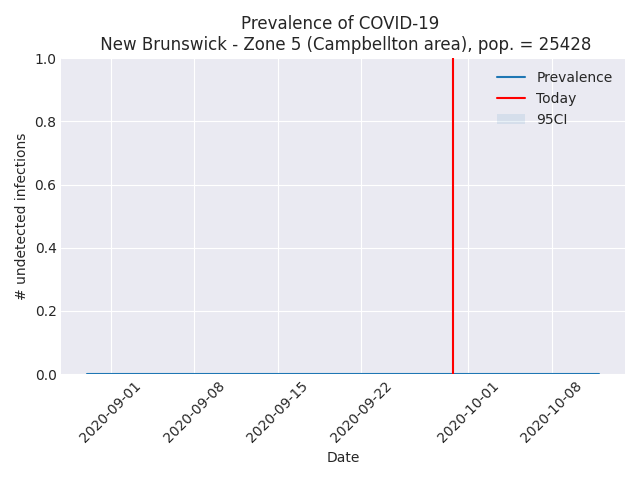 Prevalence of COVID-19
New Brunswick - Zone 5 (Campbellton area), pop. = 25428
1.0
0.8
0.6
0.4
0.2
0.0
# undetected infections
Prevalence
Today
95CI
2020-09-01
2020-09-08
2020-09-15
2020-09-22
2020-10-01
2020-10-08
Date